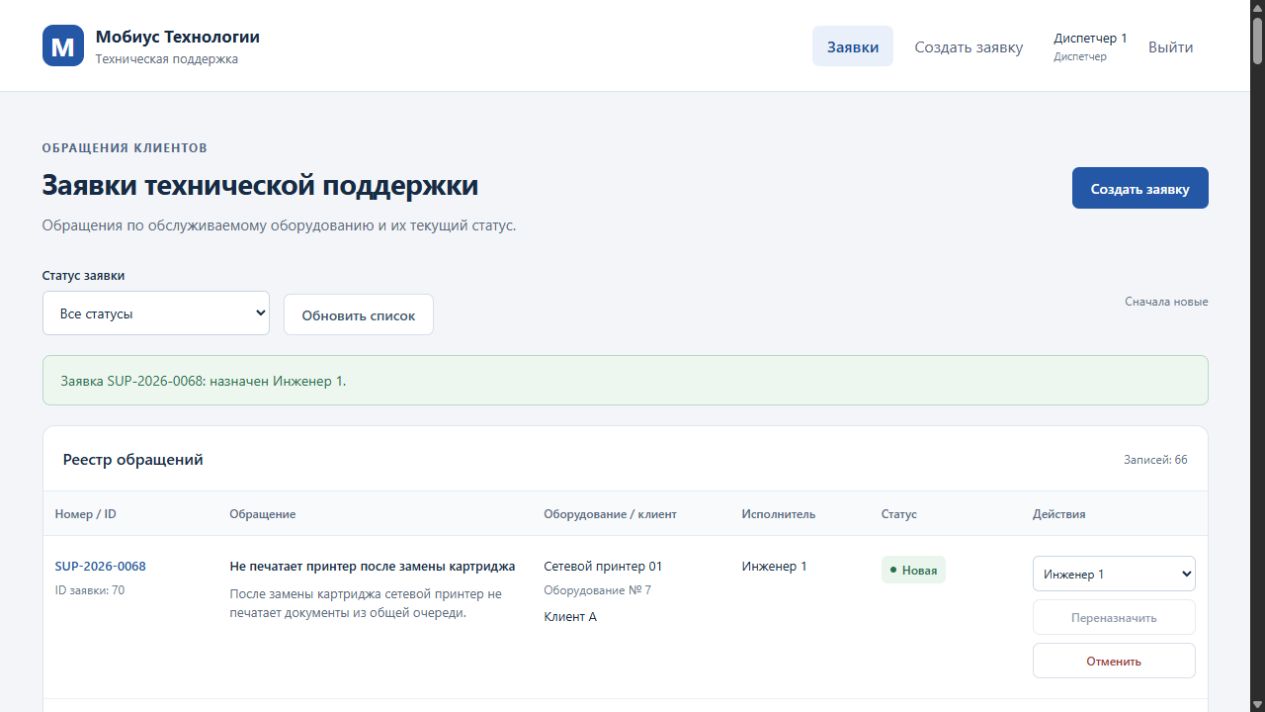 М
Мобиус Технологии
Техническая поддержка
Заявки
Создать заявку
Диспетчер 1
Диспетчер
Выйти
ОБРАЩЕНИЯ КЛИЕНТОВ
Заявки технической поддержки
Обращения по обслуживаемому оборудованию и их текущий статус.
Создать заявку
Статус заявки
Все статусы
Обновить список
Сначала новые
Заявка SUP-2026-0068: назначен Инженер 1.
Реестр обращений
Записей: 66
Номер / ID
Обращение
Оборудование / клиент
Исполнитель
Статус
Действия
SUP-2026-0068
ID заявки: 70
Не печатает принтер после замены картриджа
После замены картриджа сетевой принтер не
печатает документы из общей очереди.
Сетевой принтер 01
Оборудование № 7
Клиент А
Инженер 1
Новая
Инженер 1
Переназначить
Отменить